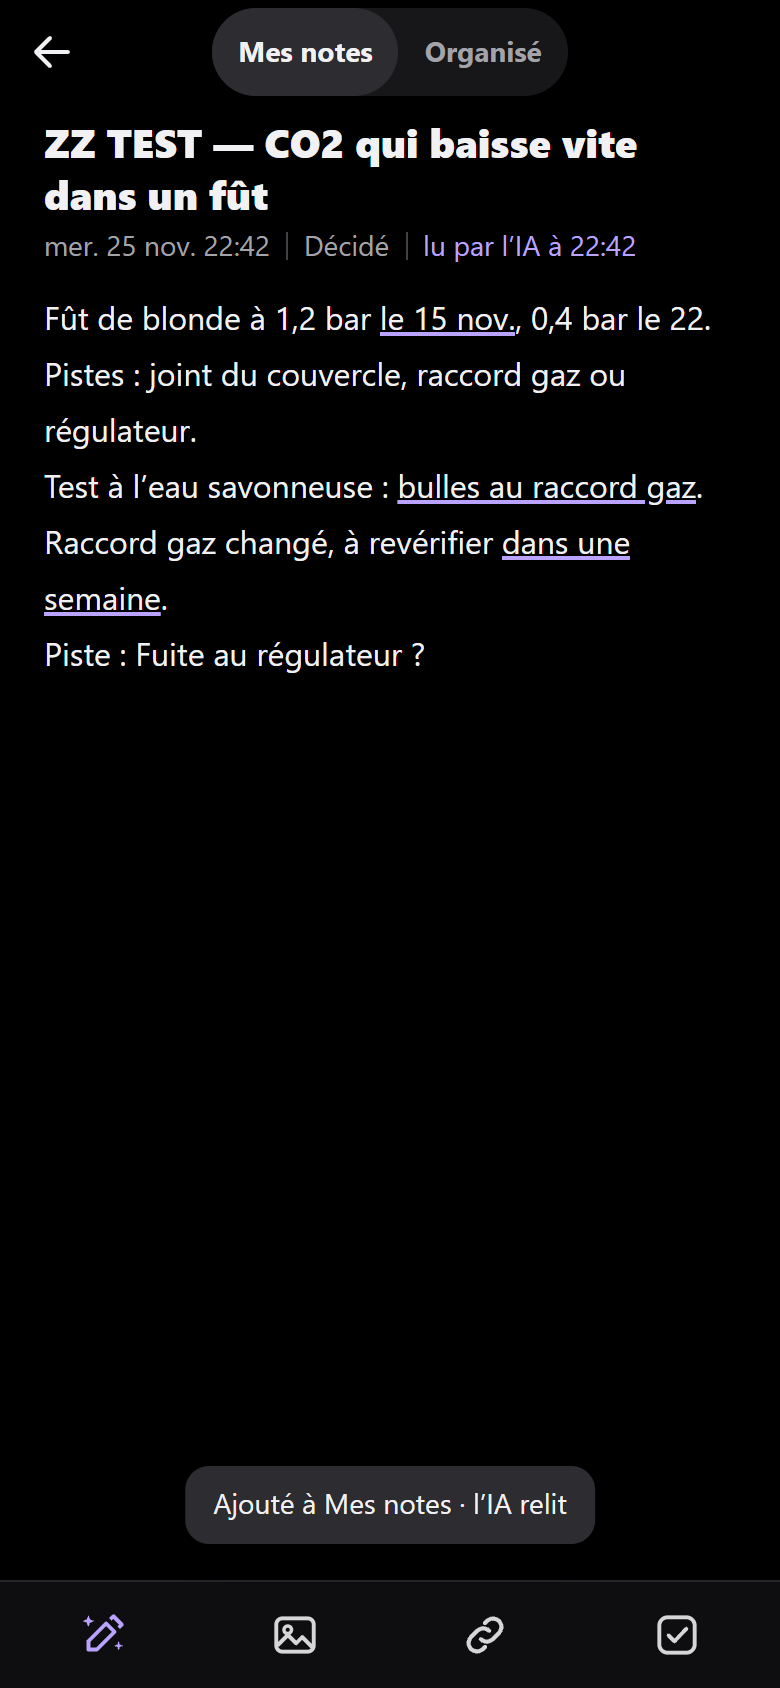 Mes notes
Organisé
ZZ TEST — CO2 qui baisse vite
dans un fût
mer. 25 nov. 22:42 | Décidé | lu par l’IA à 22:42
Fût de blonde à 1,2 bar le 15 nov., 0,4 bar le 22.
Pistes : joint du couvercle, raccord gaz ou
régulateur.
Test à l’eau savonneuse : bulles au raccord gaz.
Raccord gaz changé, à revérifier dans une
semaine.
Piste : Fuite au régulateur ?
Ajouté à Mes notes · l’IA relit